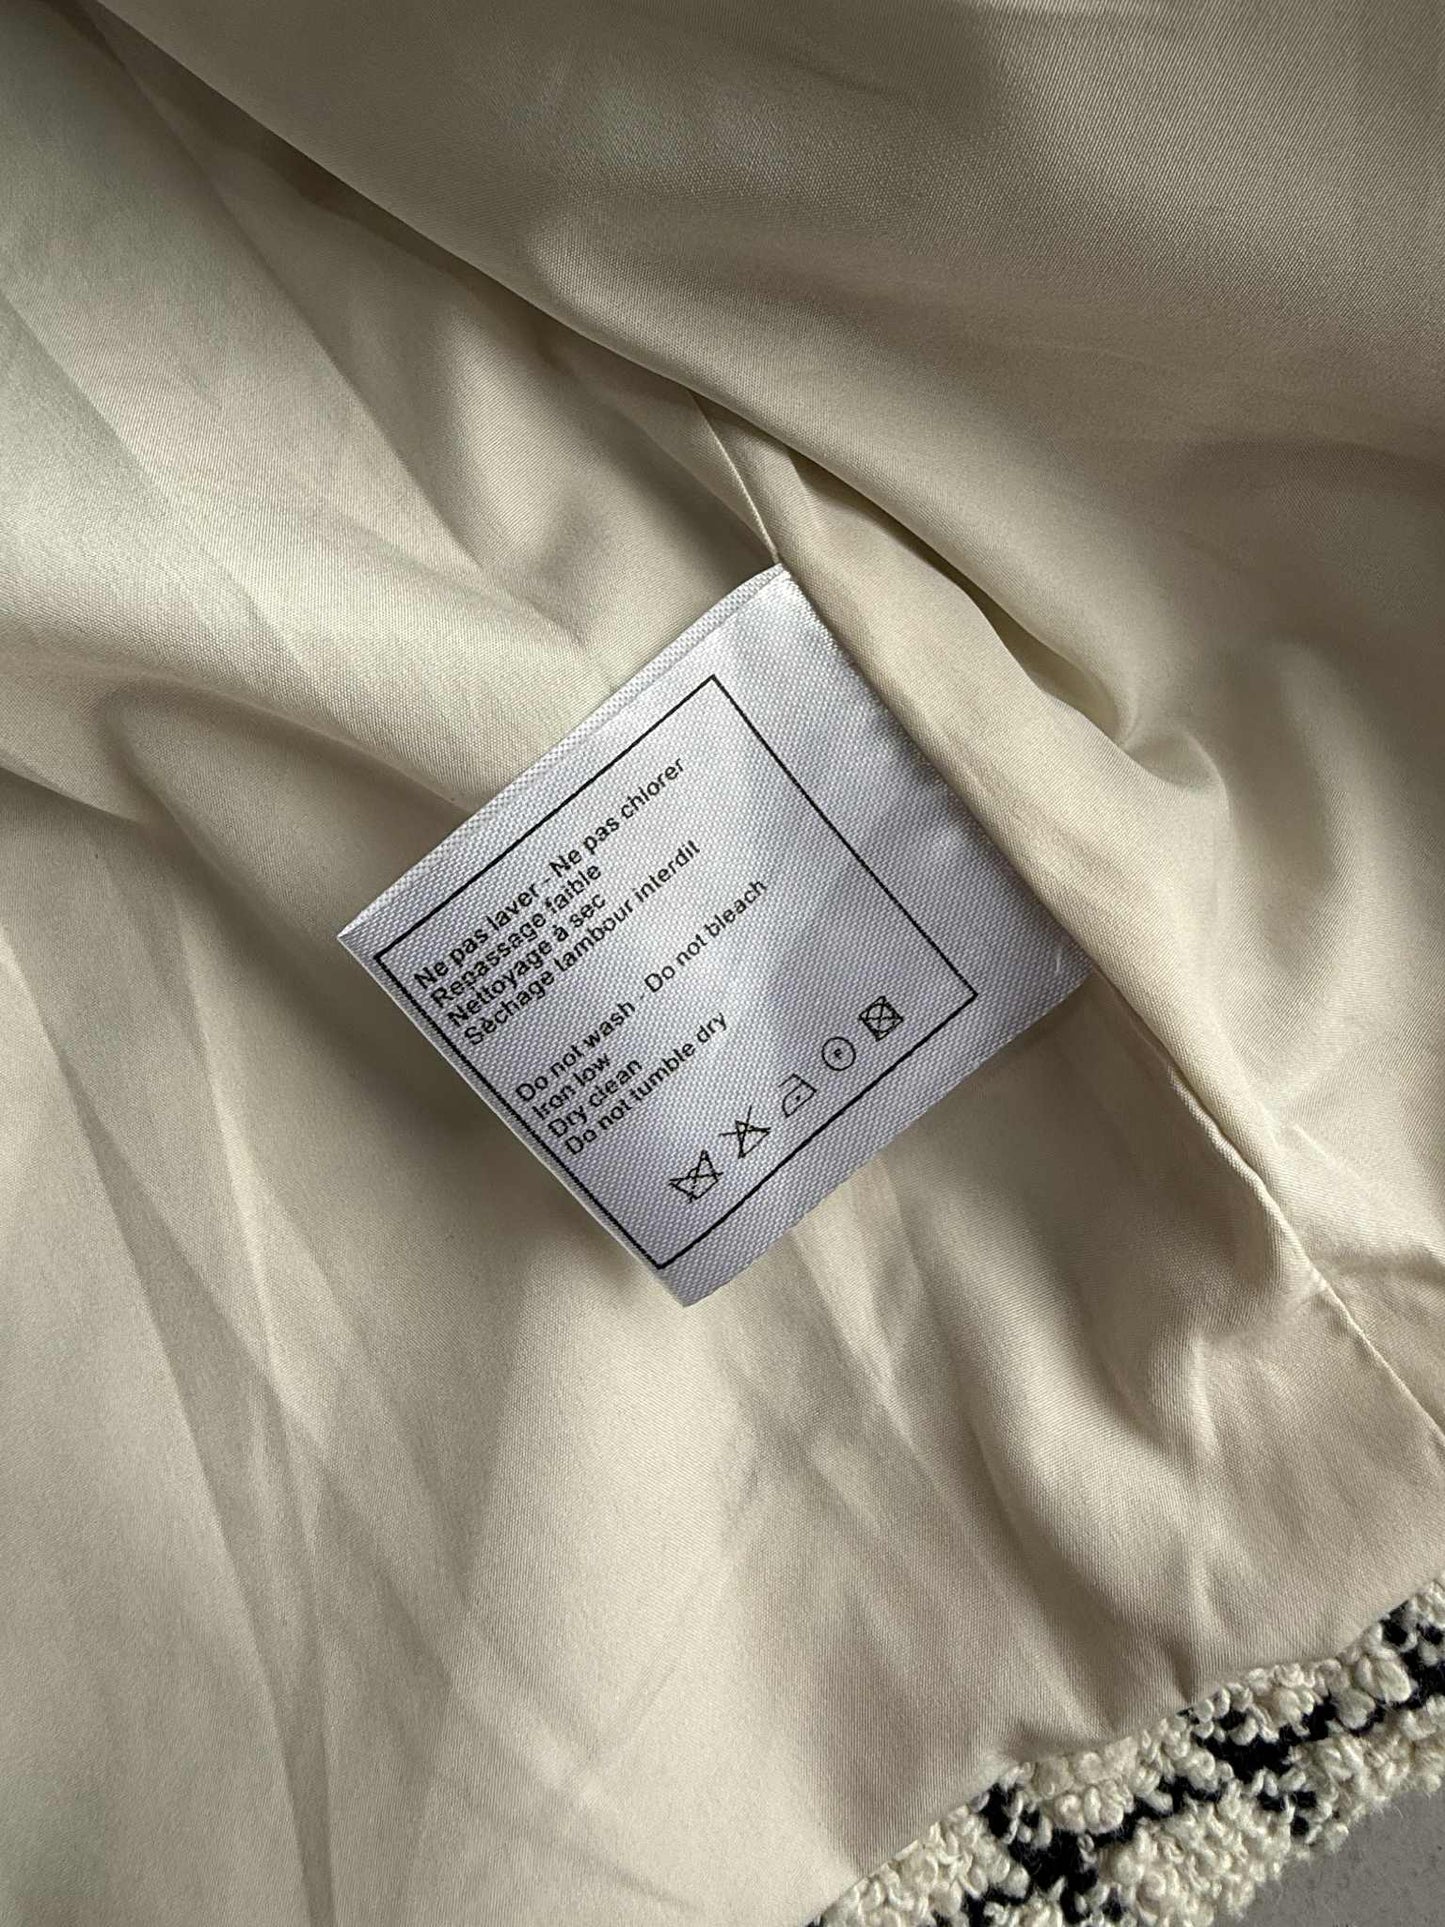 Ne pas laver - Ne pas chlorer
Repassage faible
Nettoyage à sec
Sèchage tambour interdit
Do not wash - Do not bleach
Iron low
Dry clean
Do not tumble dry
P